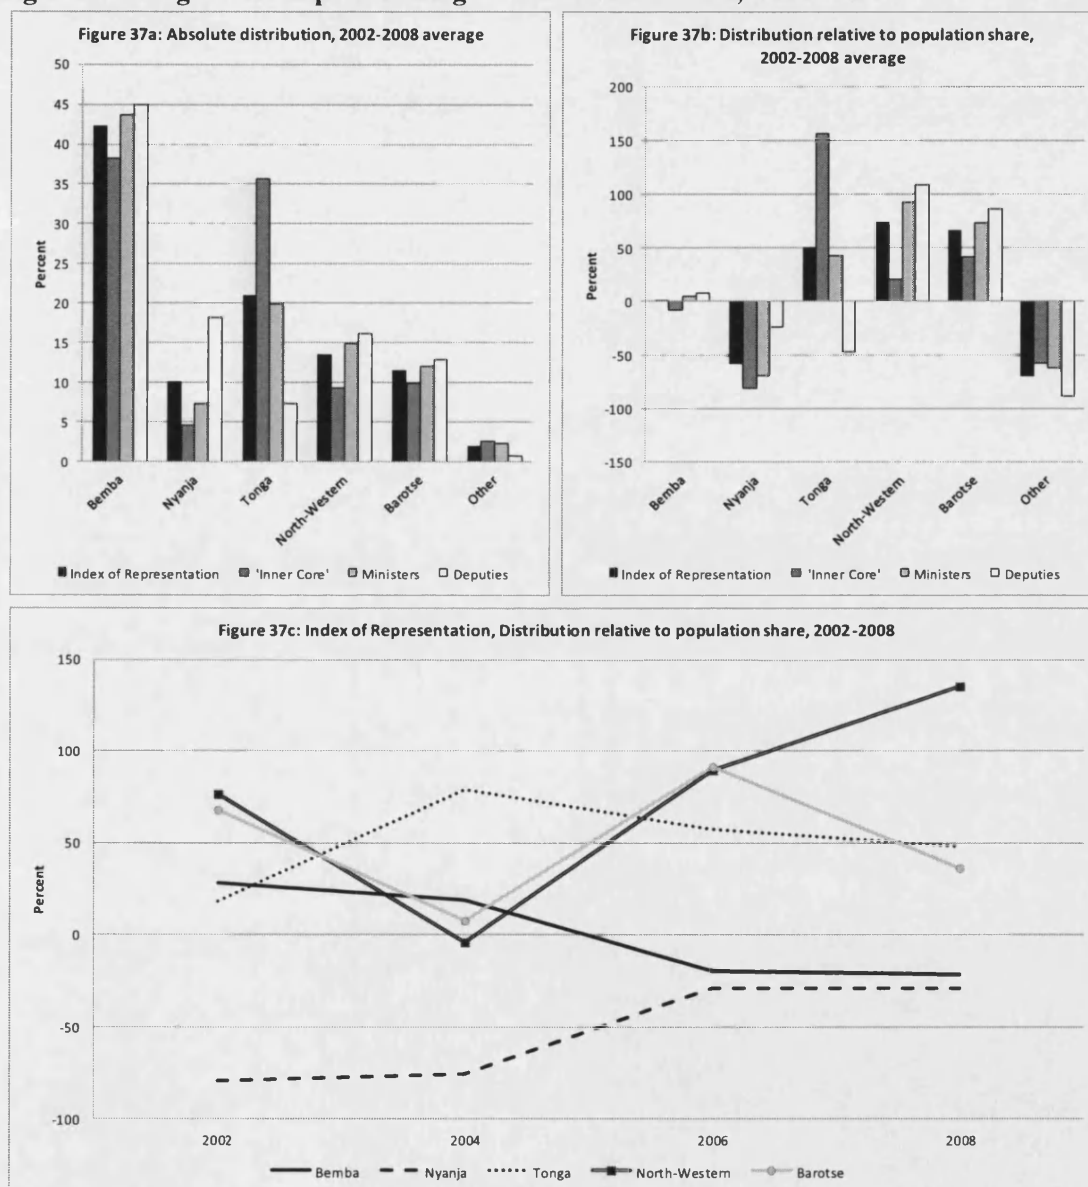 Figure 37a: Absolute distribution, 2002-2008 average
50
45
40
35
30
25
20
15
10
5
0
Percent
Bemba
Nyanja
Tonga
North-Western
Barotse
Other
Index of Representation 'Inner Core' Ministers Deputies
Figure 37b: Distribution relative to population share,
2002-2008 average
200
150
100
50
0
-50
-100
-150
Percent
Bemba
Nyanja
Tonga
North-Western
Barotse
Other
Index of Representation 'Inner Core' Ministers Deputies
Figure 37c: Index of Representation, Distribution relative to population share, 2002-2008
150
100
50
0
-50
-100
Percent
2002 2004 2006 2008
Bemba Nyanja Tonga North-Western Barotse